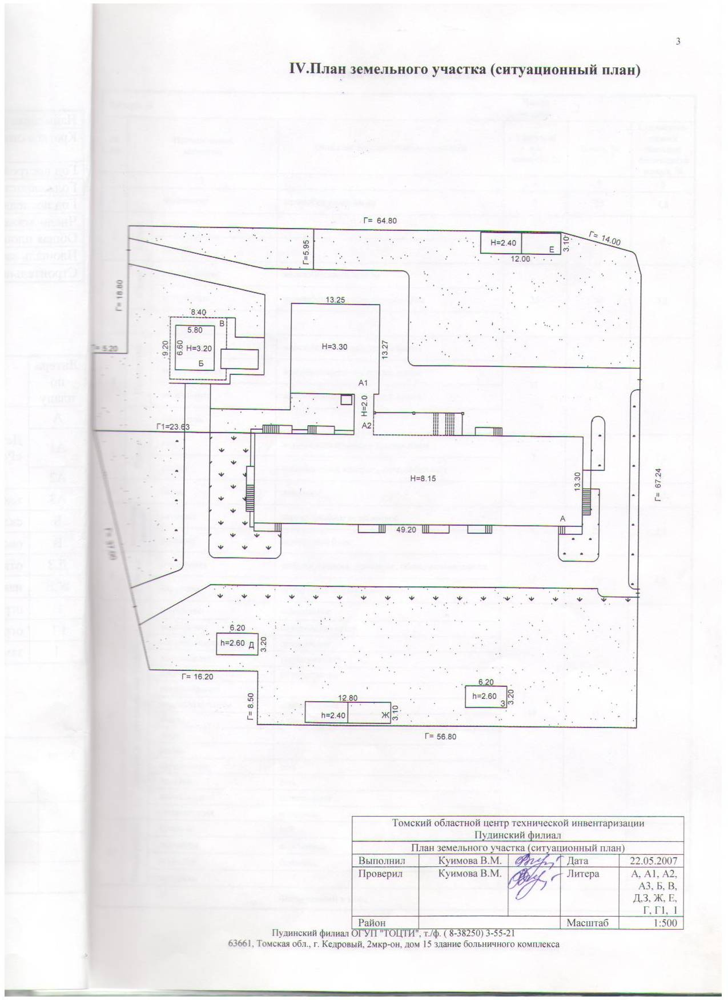 3
IV.План земельного участка (ситуационный план)
Г= 64.80
Г= 14.00
Г=5.95
H=2.40
Е
3.10
12.00
Г= 18.80
13.25
8.40
В
5.80
9.20
6.60
H=3.20
Б
H=3.30
13.27
Г= 5.20
А1
H=2.0
А2
Г1=23.63
H=8.15
13.30
Г= 67.24
А
49.20
6.20
h=2.60 Д
3.20
Г= 16.20
6.20
h=2.60
З
3.20
Г= 8.50
12.80
h=2.40
Ж
3.10
Г= 56.80
Томский областной центр технической инвентаризации
Пудинский филиал
План земельного участка (ситуационный план)
Выполнил Куимова В.М. Дата 22.05.2007
Проверил Куимова В.М. Литера А, А1, А2,
А3, Б, В,
Д,З, Ж, Е,
Г, Г1, 1
Район Масштаб 1:500
Пудинский филиал ОГУП "ТОЦТИ", т./ф. ( 8-38250) 3-55-21
63661, Томская обл., г. Кедровый, 2мкр-он, дом 15 здание больничного комплекса